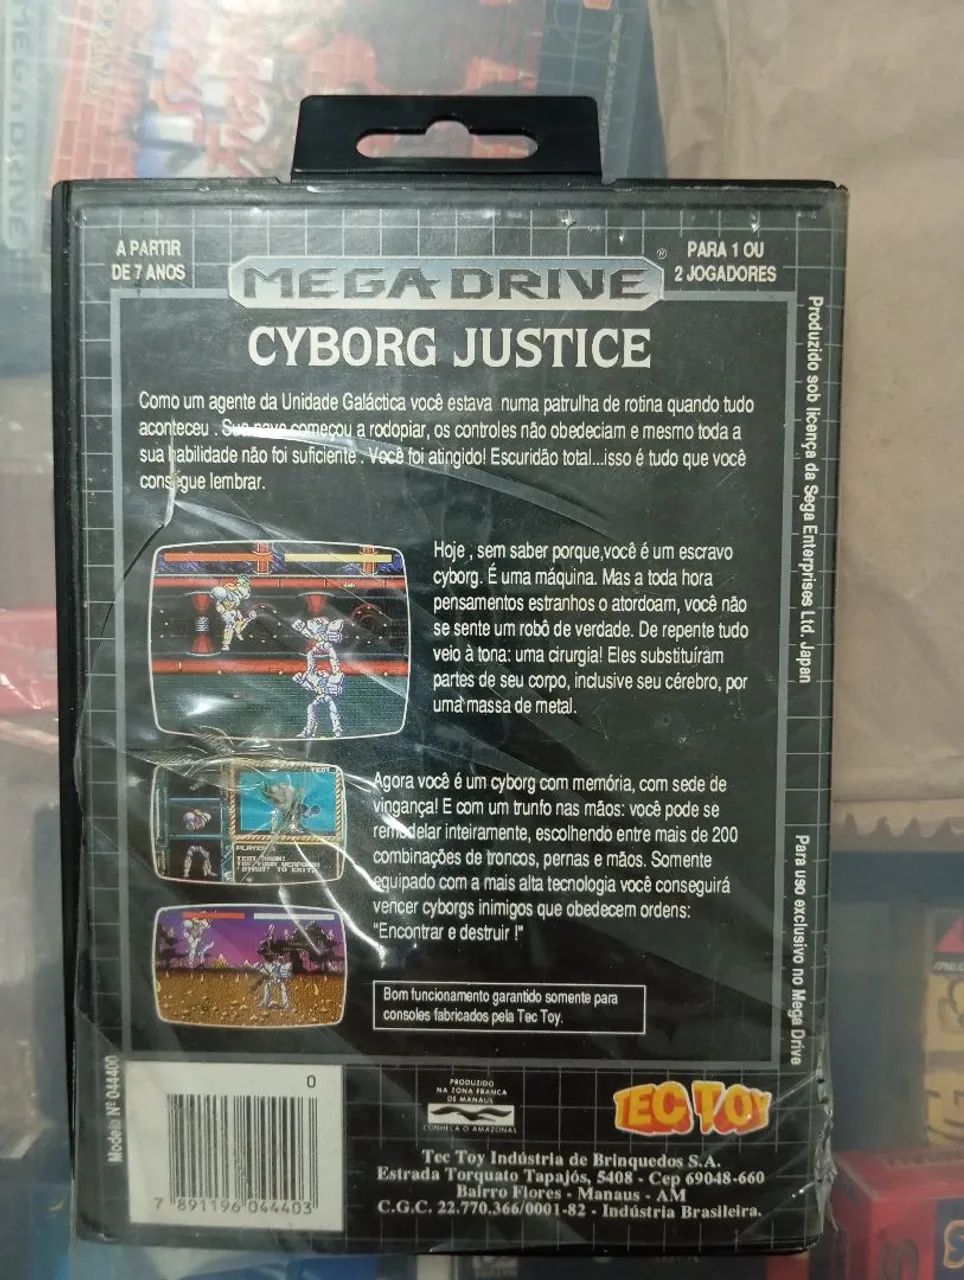 A PARTIR
DE 7 ANOS
MEGA DRIVE ®
PARA 1 OU
2 JOGADORES
CYBORG JUSTICE
Como um agente da Unidade Galáctica você estava numa patrulha de rotina quando tudo
aconteceu . Sua nave começou a rodopiar, os controles não obedeciam e mesmo toda a
sua habilidade não foi suficiente . Você foi atingido! Escuridão total...isso é tudo que você
consegue lembrar.
Hoje , sem saber porque,você é um escravo
cyborg. É uma máquina. Mas a toda hora
pensamentos estranhos o atordoam, você não
se sente um robô de verdade. De repente tudo
veio à tona: uma cirurgia! Eles substituíram
partes de seu corpo, inclusive seu cérebro, por
uma massa de metal.
Agora você é um cyborg com memória, com sede de
vingança! E com um trunfo nas mãos: você pode se
remodelar inteiramente, escolhendo entre mais de 200
combinações de troncos, pernas e mãos. Somente
equipado com a mais alta tecnologia você conseguirá
vencer cyborgs inimigos que obedecem ordens:
"Encontrar e destruir !"
Bom funcionamento garantido somente para
consoles fabricados pela Tec Toy.
Produzido sob licença da Sega Enterprises Ltd. Japan
Para uso exclusivo no Mega Drive
Modelo Nº 044400
0
7 891196 044403
PRODUZIDO
NA ZONA FRANCA
DE MANAUS
CONHEÇA O AMAZONAS
TEC TOY
Tec Toy Indústria de Brinquedos S.A.
Estrada Torquato Tapajós, 5408 - Cep 69048-660
Bairro Flores - Manaus - AM
C.G.C. 22.770.366/0001-82 - Indústria Brasileira.
MEGA DRIVE